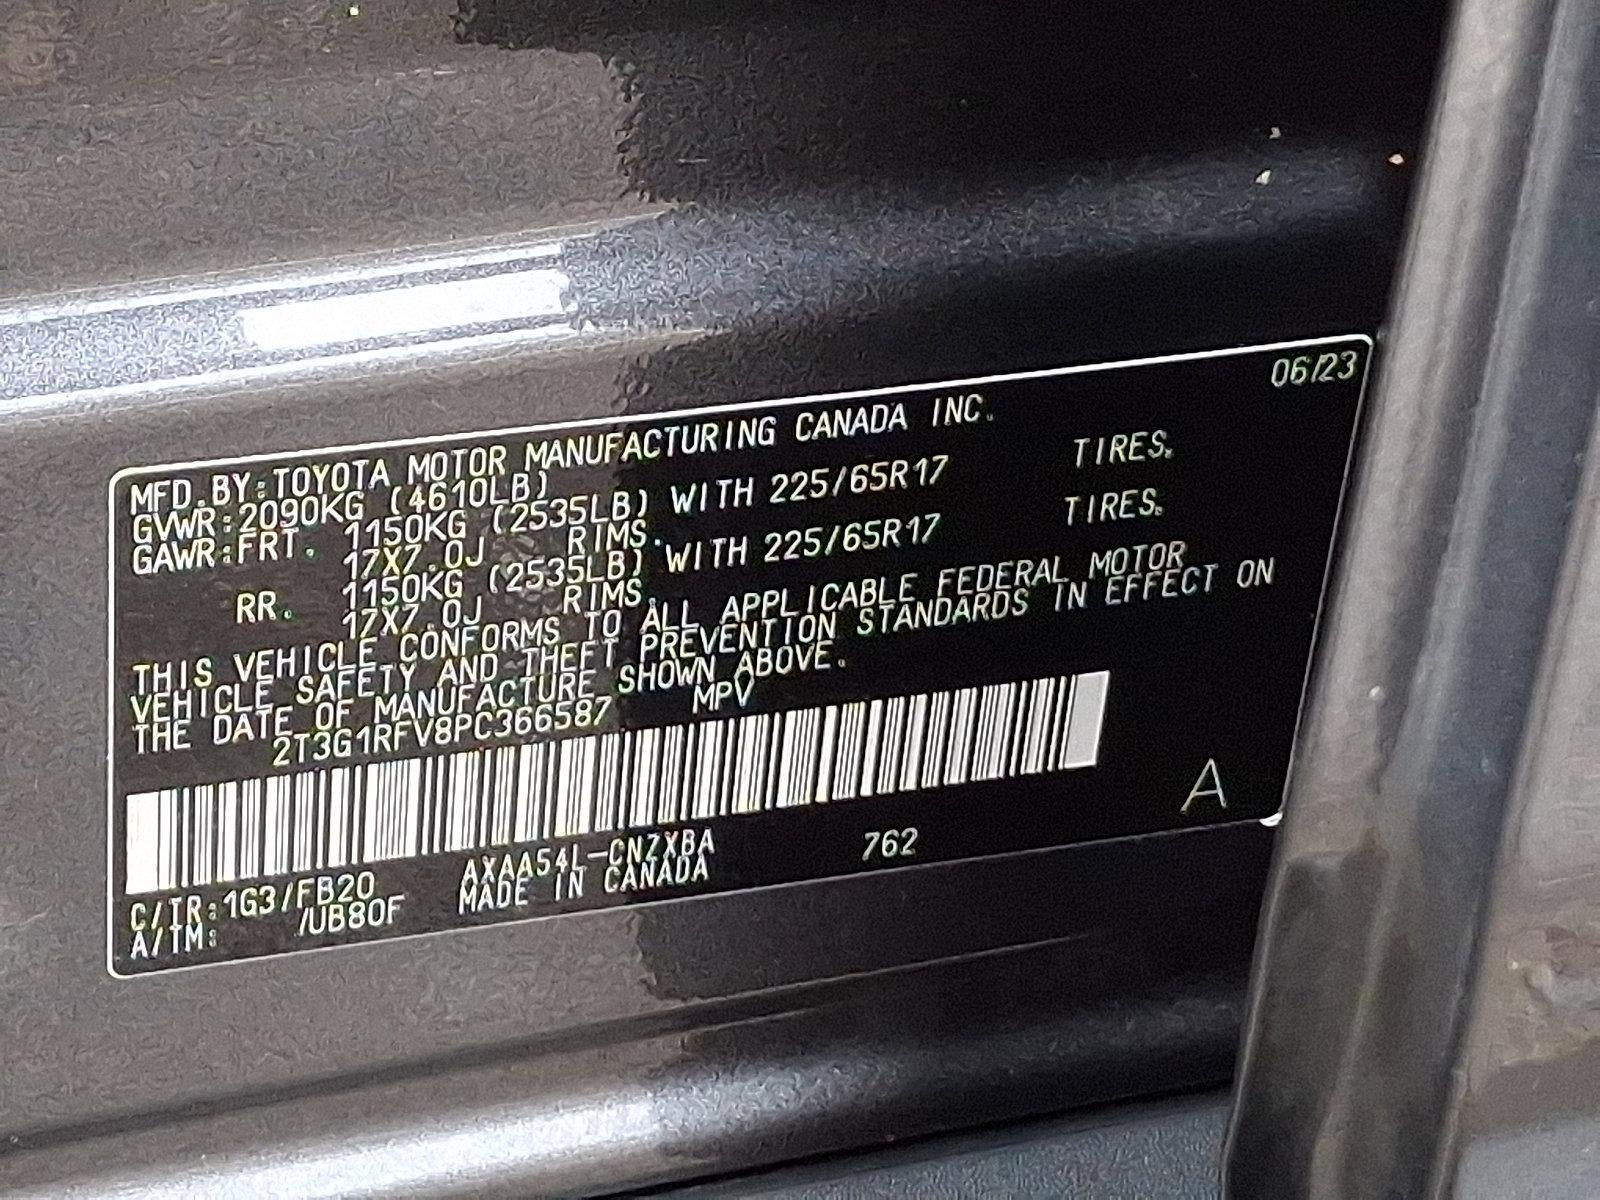 06/23
MFD.BY:TOYOTA MOTOR MANUFACTURING CANADA INC.
GVWR:2090KG (4610LB)
GAWR:FRT. 1150KG (2535LB) WITH 225/65R17 TIRES.
17X7.0J RIMS.
RR. 1150KG (2535LB) WITH 225/65R17 TIRES.
17X7.0J RIMS.
THIS VEHICLE CONFORMS TO ALL APPLICABLE FEDERAL MOTOR
VEHICLE SAFETY AND THEFT PREVENTION STANDARDS IN EFFECT ON
THE DATE OF MANUFACTURE SHOWN ABOVE.
2T3G1RFV8PC366587 MPV
A
C/TR:1G3/FB20 AXAA54L-CNZXBA 762
A/TM: /UB80F MADE IN CANADA